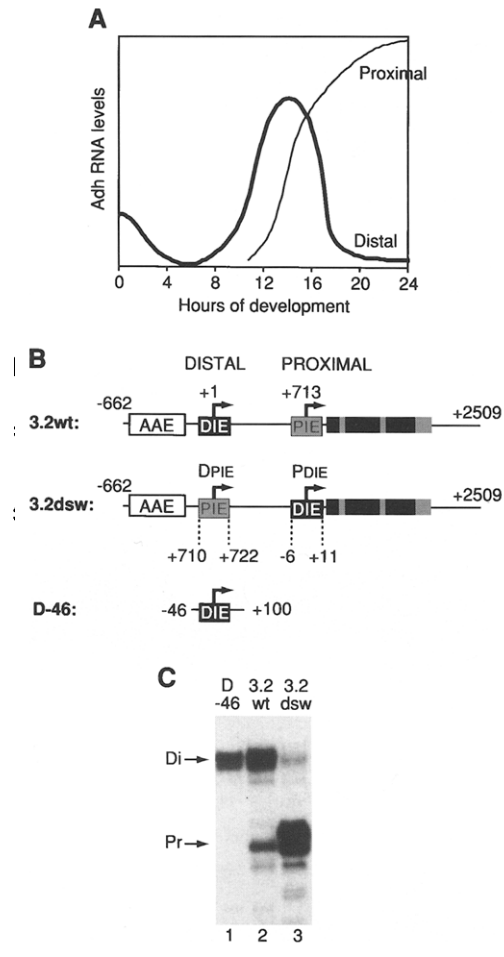 A
Adh RNA levels
Proximal
Distal
0 4 8 12 16 20 24
Hours of development
B
DISTAL PROXIMAL
-662 +1 +713 +2509
3.2wt: AAE DIE PIE
-662 DPIE PDIE +2509
3.2dsw: AAE PIE DIE
+710 +722 -6 +11
D-46: -46 DIE +100
C
D 3.2 3.2
-46 wt dsw
Di
Pr
1 2 3